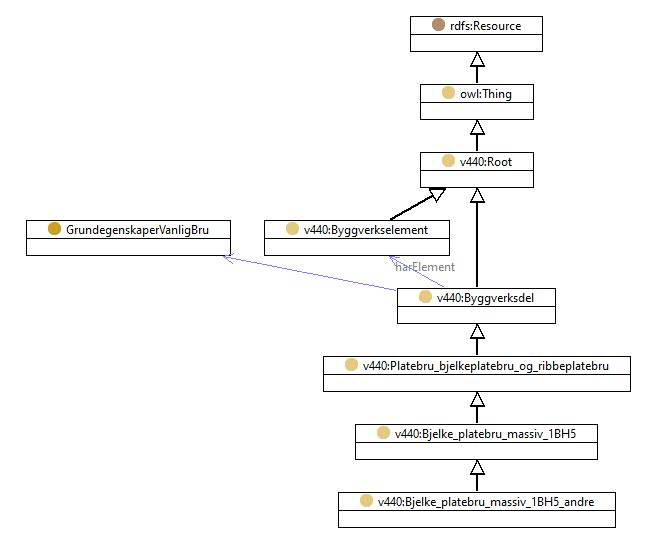 rdfs:Resource
owl:Thing
v440:Root
GrundegenskaperVanligBru
v440:Byggverkselement
harElement
v440:Byggverksdel
v440:Platebru_bjelkeplatebru_og_ribbeplatebru
v440:Bjelke_platebru_massiv_1BH5
v440:Bjelke_platebru_massiv_1BH5_andre